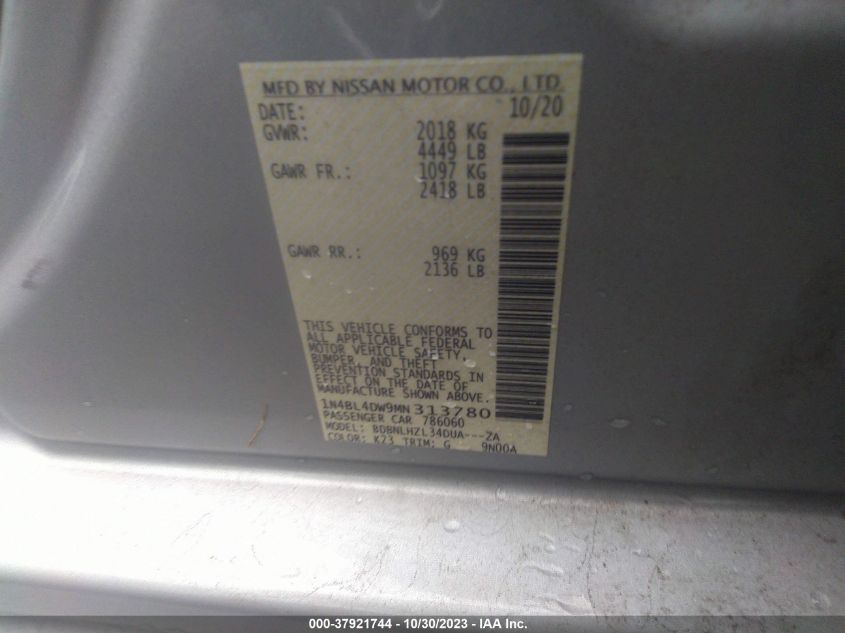 MFD BY NISSAN MOTOR CO., LTD.
DATE: 10/20
GVWR: 2018 KG
4449 LB
GAWR FR.: 1097 KG
2418 LB
GAWR RR.: 969 KG
2136 LB
THIS VEHICLE CONFORMS TO
ALL APPLICABLE FEDERAL
MOTOR VEHICLE SAFETY,
BUMPER, AND THEFT
PREVENTION STANDARDS IN
EFFECT ON THE DATE OF
MANUFACTURE SHOWN ABOVE.
1N4BL4DW9MN313780
PASSENGER CAR 786060
MODEL: BDBNLHZL34DUA---ZA
COLOR: K23 TRIM: G 9N00A
000-37921744 - 10/30/2023 - IAA Inc.